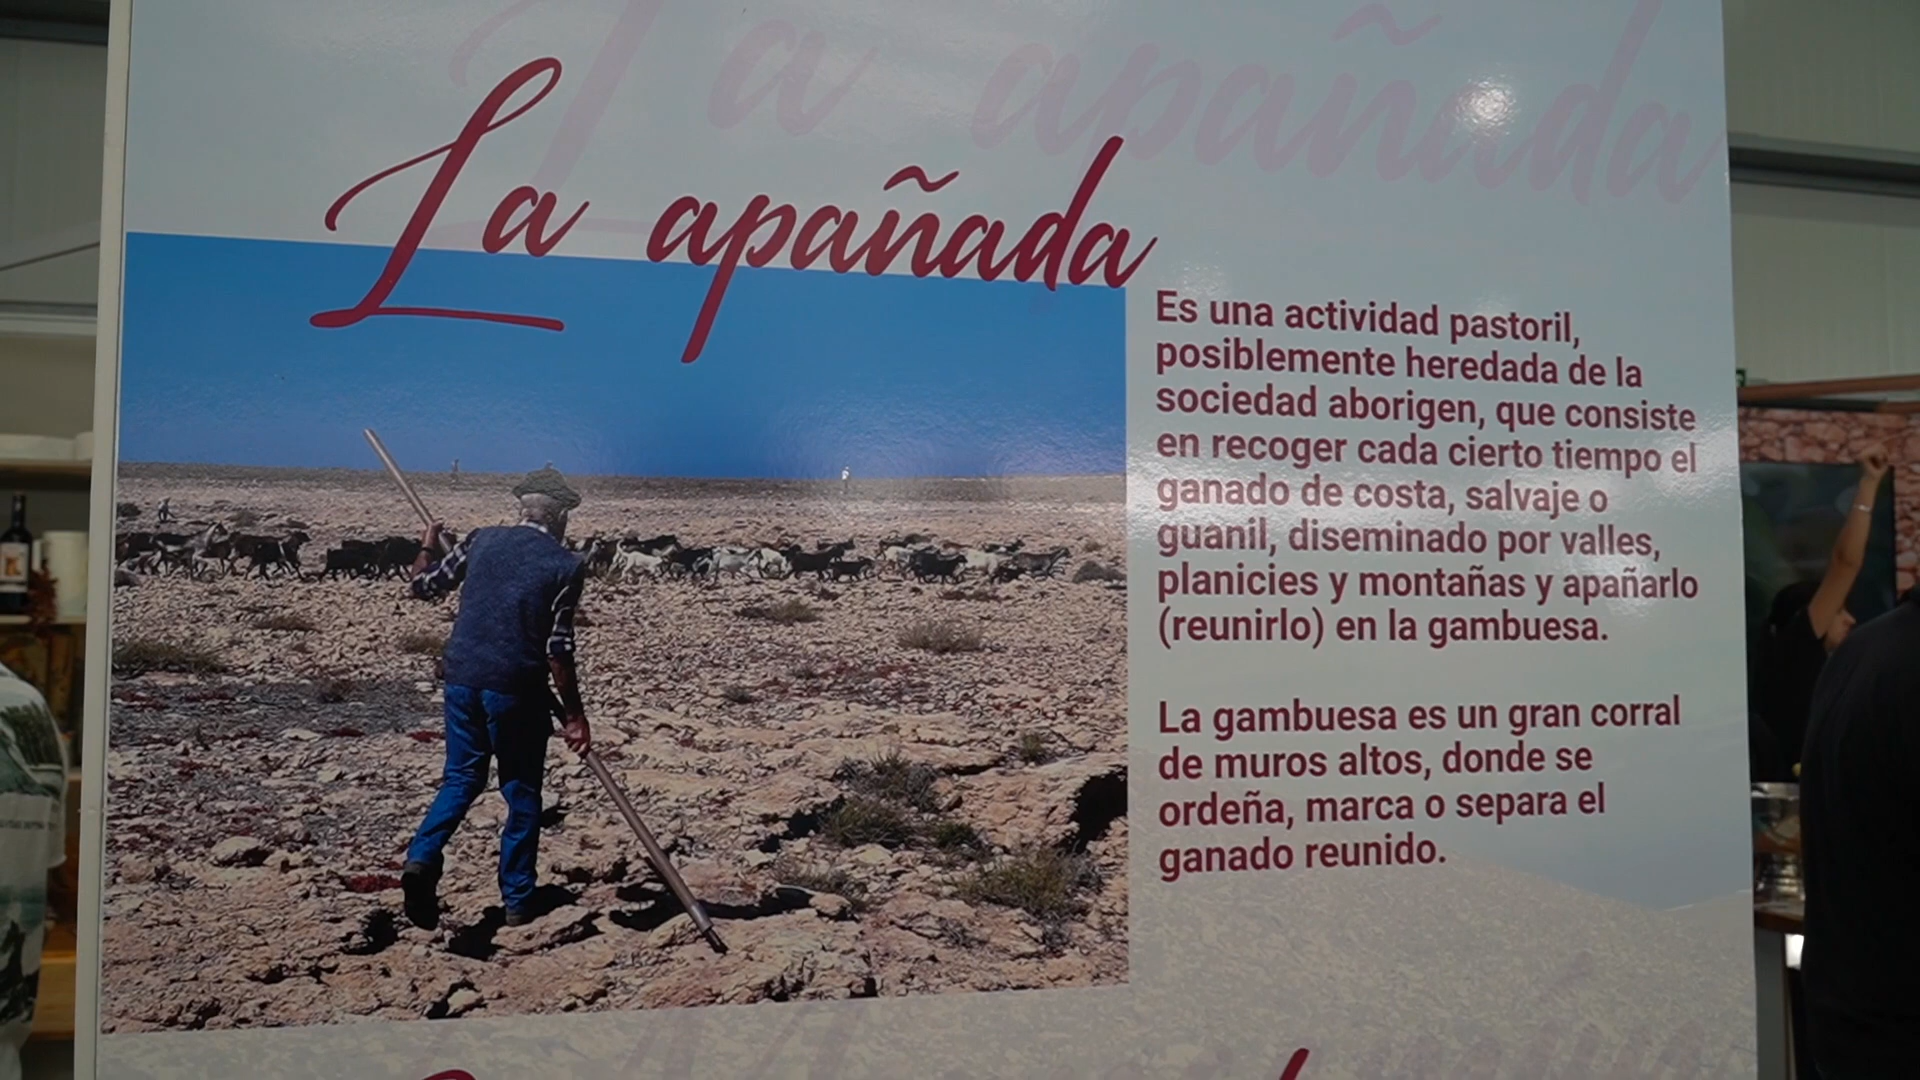 La apañada
La apañada
Es una actividad pastoril,
posiblemente heredada de la
sociedad aborigen, que consiste
en recoger cada cierto tiempo el
ganado de costa, salvaje o
guanil, diseminado por valles,
planicies y montañas y apañarlo
(reunirlo) en la gambuesa.
La gambuesa es un gran corral
de muros altos, donde se
ordeña, marca o separa el
ganado reunido.